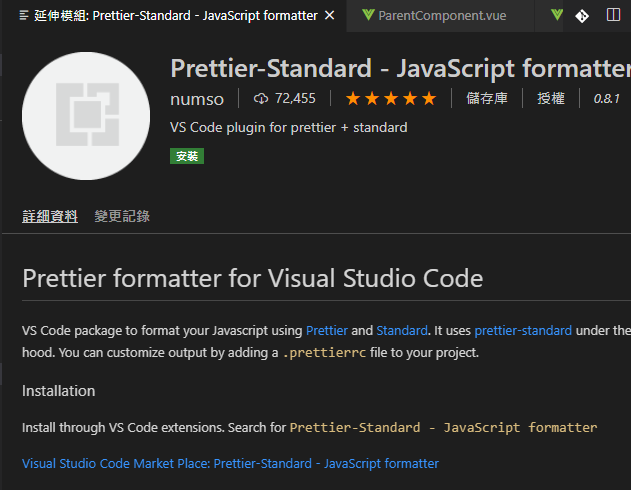 延伸模組: Prettier-Standard - JavaScript formatter ParentComponent.vue
Prettier-Standard - JavaScript formatter
numso 72,455 儲存庫 授權 0.8.1
VS Code plugin for prettier + standard
安裝
詳細資料 變更記錄
Prettier formatter for Visual Studio Code
VS Code package to format your Javascript using Prettier and Standard. It uses prettier-standard under the
hood. You can customize output by adding a .prettierrc file to your project.
Installation
Install through VS Code extensions. Search for Prettier-Standard - JavaScript formatter
Visual Studio Code Market Place: Prettier-Standard - JavaScript formatter